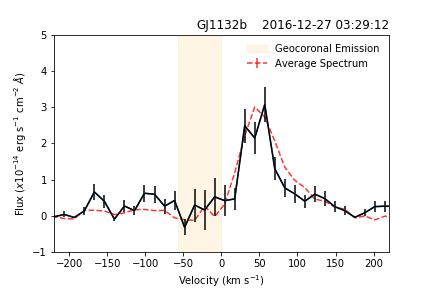 GJ1132b    2016-12-27 03:29:12
Geocoronal Emission
Average Spectrum
Flux (x10⁻¹⁴ erg s⁻¹ cm⁻² Å)
5
4
3
2
1
0
−1
−200 −150 −100 −50 0 50 100 150 200
Velocity (km s⁻¹)